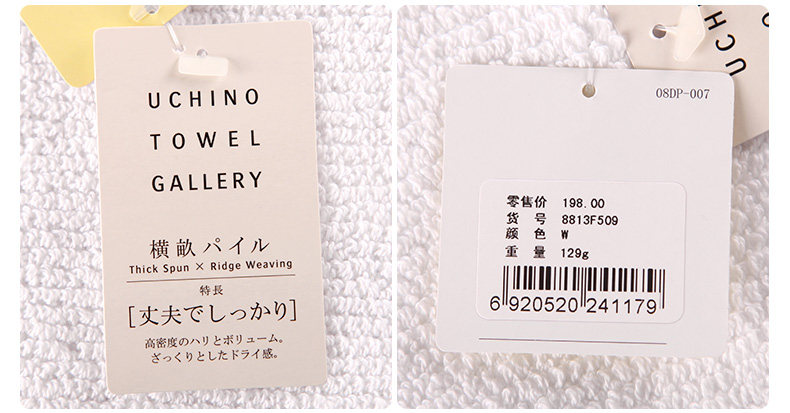 UCHINO
TOWEL
GALLERY
横畝パイル
Thick Spun × Ridge Weaving
特長
[丈夫でしっかり]
高密度のハリとボリューム。
ざっくりとしたドライ感。
UCH
08DP-007
零售价 198.00
货 号 8813F509
颜 色 W
重 量 129g
6 920520 241179